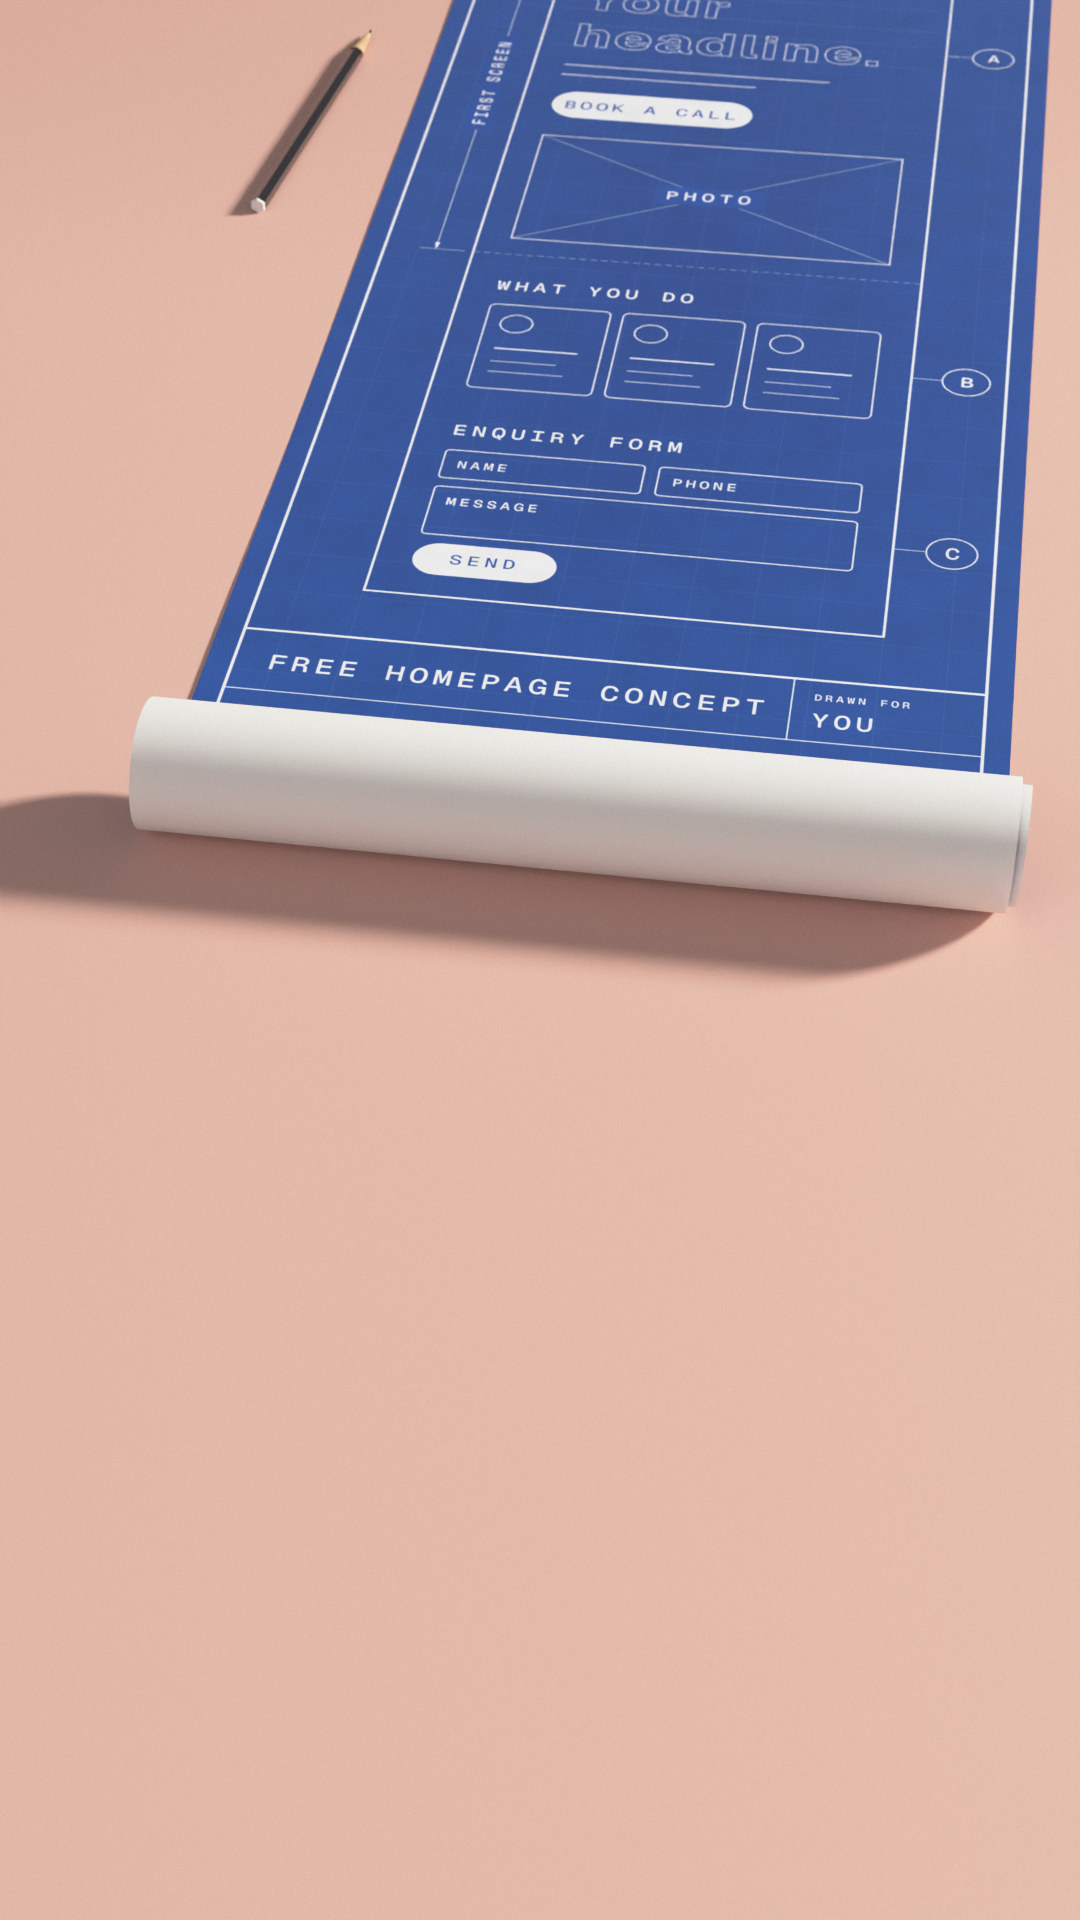 Your
headline.
FIRST SCREEN
BOOK A CALL
A
PHOTO
WHAT YOU DO
B
ENQUIRY FORM
NAME
PHONE
MESSAGE
SEND
C
FREE HOMEPAGE CONCEPT
DRAWN FOR
YOU